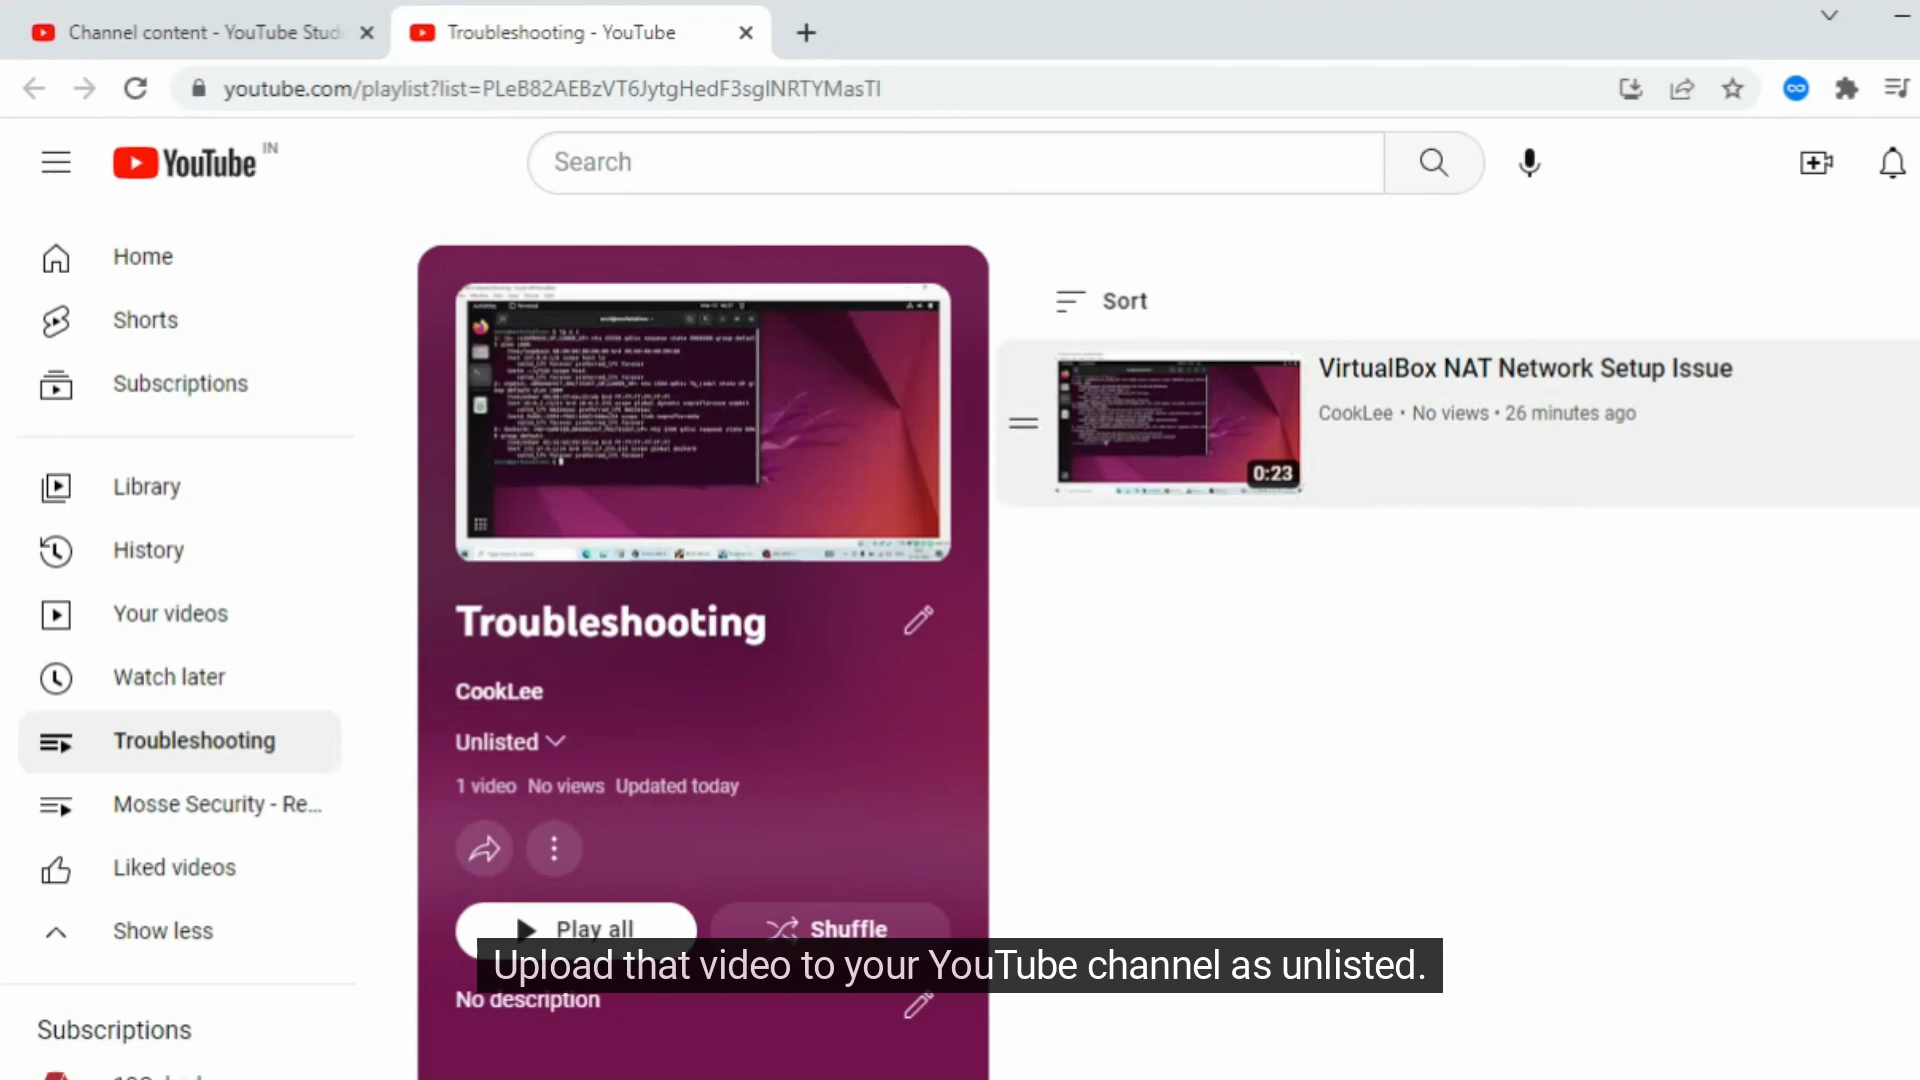 Channel content - YouTube Stud
Troubleshooting - YouTube
youtube.com/playlist?list=PLeB82AEBzVT6JytgHedF3sgINRTYMasTI
YouTube IN
Search
Home
Shorts
Subscriptions
Library
History
Your videos
Watch later
Troubleshooting
Mosse Security - Re...
Liked videos
Show less
Subscriptions
Troubleshooting
CookLee
Unlisted
1 video No views Updated today
Play all
Shuffle
No description
Sort
VirtualBox NAT Network Setup Issue
CookLee • No views • 26 minutes ago
0:23
Upload that video to your YouTube channel as unlisted.